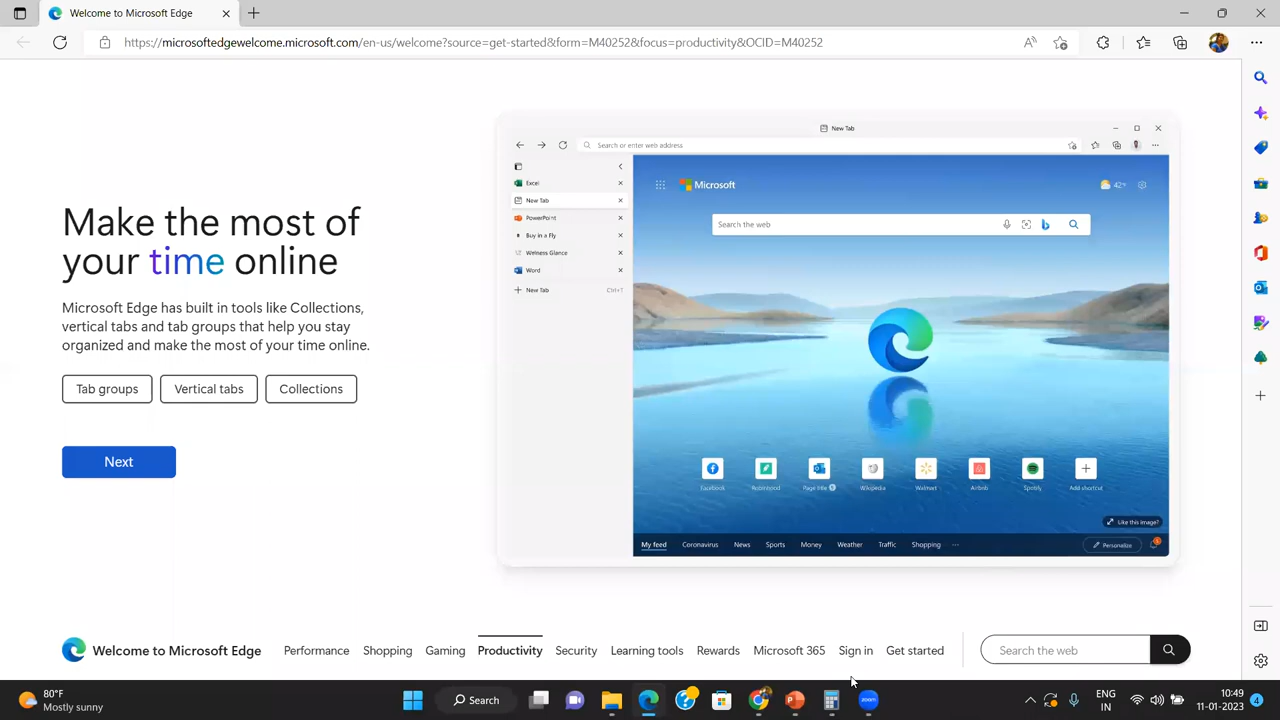 Welcome to Microsoft Edge
https://microsoftedgewelcome.microsoft.com/en-us/welcome?source=get-started&form=M40252&focus=productivity&OCID=M40252
Make the most of
your time online
Microsoft Edge has built in tools like Collections,
vertical tabs and tab groups that help you stay
organized and make the most of your time online.
Tab groups
Vertical tabs
Collections
Next
New Tab
Search or enter web address
Excel
New Tab
PowerPoint
Buy in a Fly
Welness Glance
Word
New Tab Ctrl+T
Microsoft
42°
Search the web
Facebook
Page title
Wikipedia
Walmart
Airbnb
Spotify
Add shortcut
Like this image?
My feed
Coronavirus
News
Sports
Money
Weather
Traffic
Shopping
Personalize
Welcome to Microsoft Edge
Performance
Shopping
Gaming
Productivity
Security
Learning tools
Rewards
Microsoft 365
Sign in
Get started
Search the web
80°F
Mostly sunny
Search
zoom
ENG
IN
10:49
11-01-2023
4